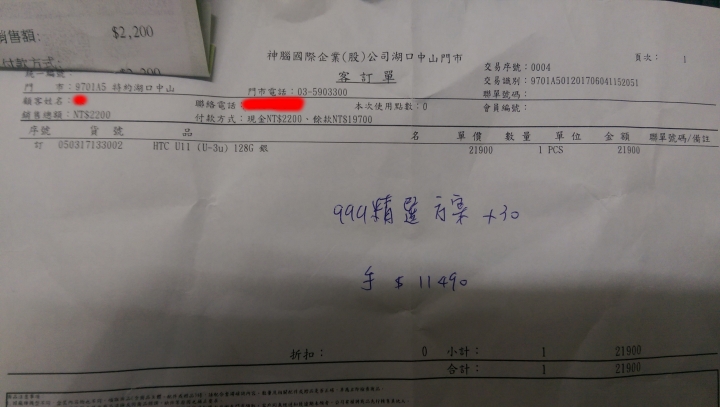 銷售額: $2,200
付款方式:
神腦國際企業(股)公司湖口中山門市
頁次： 1
客訂單
交易序號：0004
統一編號：
交易識別：9701A501201706041152051
門 市：9701A5 特約湖口中山 門市電話：03-5903300
聯單號碼：
顧客姓名： 聯絡電話 本次使用點數：0 會員編號：
銷售總額：NT$2200 付款方式：現金NT$2200、餘款NT$19700
序號 貨號 品名 單價 數量 單位 金額 聯單號碼/備註
訂 050317133002 HTC U11 (U-3u) 128G 銀 21900 1 PCS 21900
999精選方案 +30
手 $ 11490
折扣： 0 小計： 1 21900
合計： 1 21900